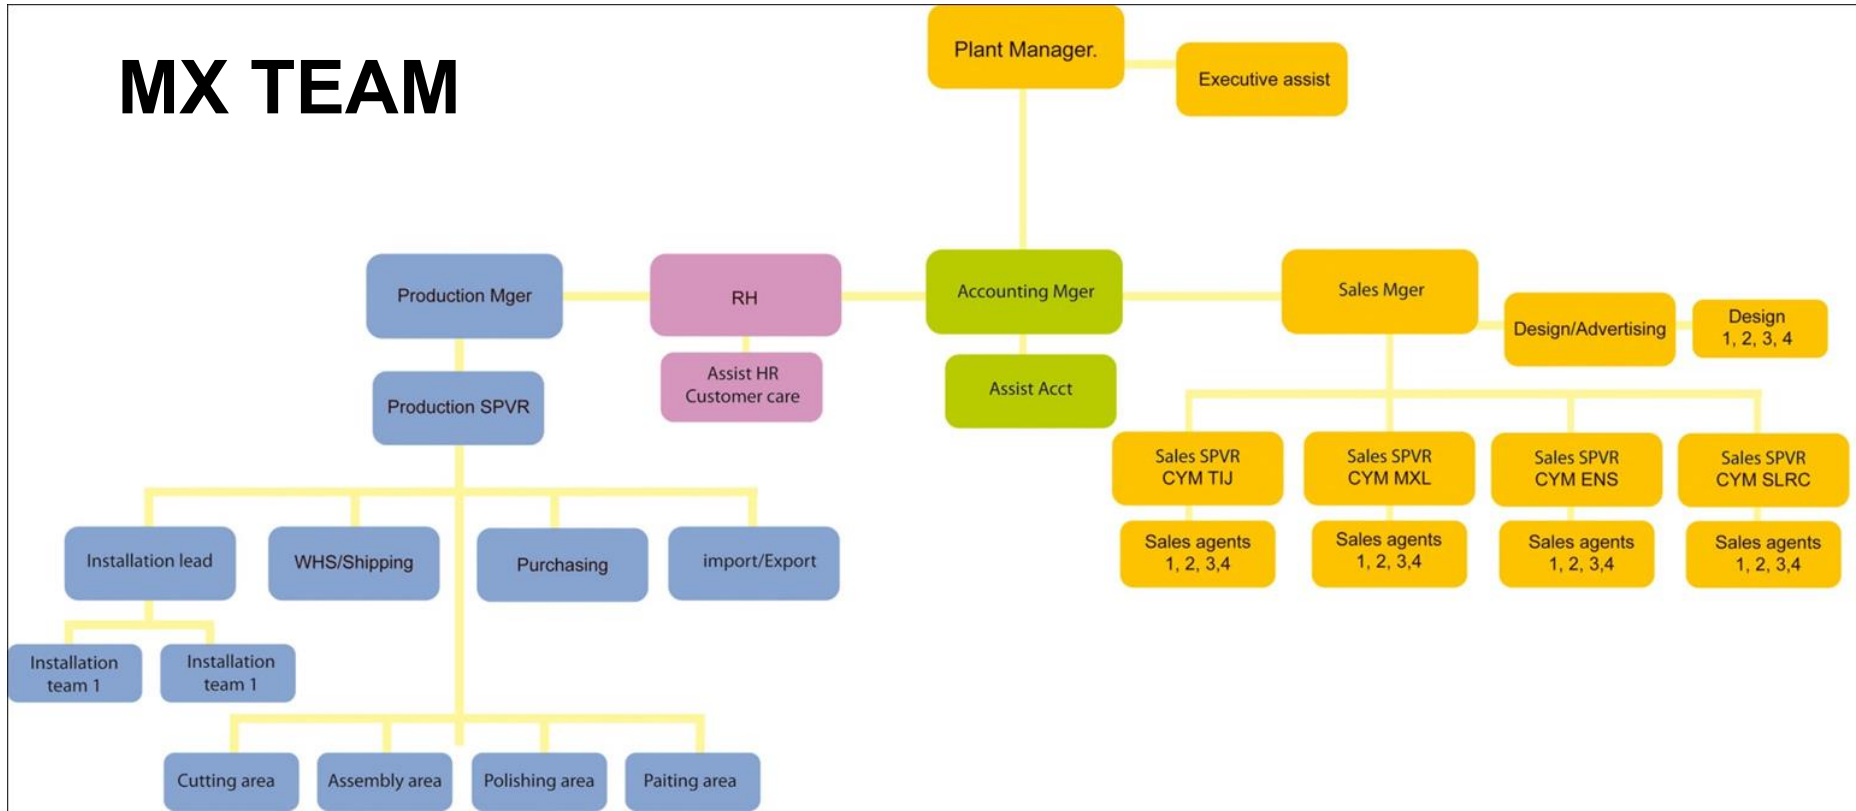 MX TEAM
Plant Manager.
Executive assist
Production Mger
RH
Accounting Mger
Sales Mger
Design/Advertising
Design
1, 2, 3, 4
Assist HR
Customer care
Assist Acct
Production SPVR
Sales SPVR
CYM TIJ
Sales SPVR
CYM MXL
Sales SPVR
CYM ENS
Sales SPVR
CYM SLRC
Sales agents
1, 2, 3,4
Sales agents
1, 2, 3,4
Sales agents
1, 2, 3,4
Sales agents
1, 2, 3,4
Installation lead
WHS/Shipping
Purchasing
import/Export
Installation
team 1
Installation
team 1
Cutting area
Assembly area
Polishing area
Paiting area